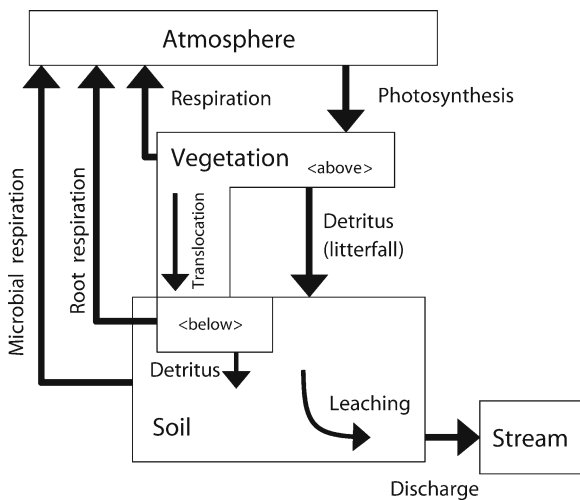 Atmosphere
Respiration
Photosynthesis
Vegetation
<above>
Microbial respiration
Root respiration
Translocation
Detritus
(litterfall)
<below>
Detritus
Leaching
Soil
Stream
Discharge